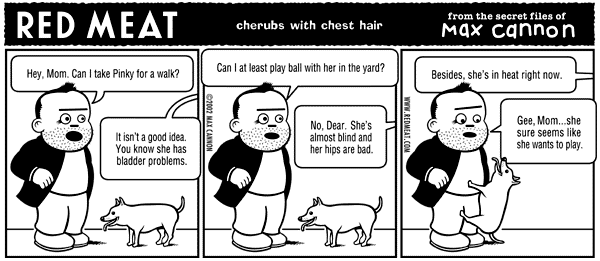 RED MEAT
cherubs with chest hair
from the secret files of
Max cannon
Hey, Mom. Can I take Pinky for a walk?
It isn't a good idea.
You know she has
bladder problems.
©2002 MAX CANNON
Can I at least play ball with her in the yard?
No, Dear. She's
almost blind and
her hips are bad.
WWW.REDMEAT.COM
Besides, she's in heat right now.
Gee, Mom...she
sure seems like
she wants to play.